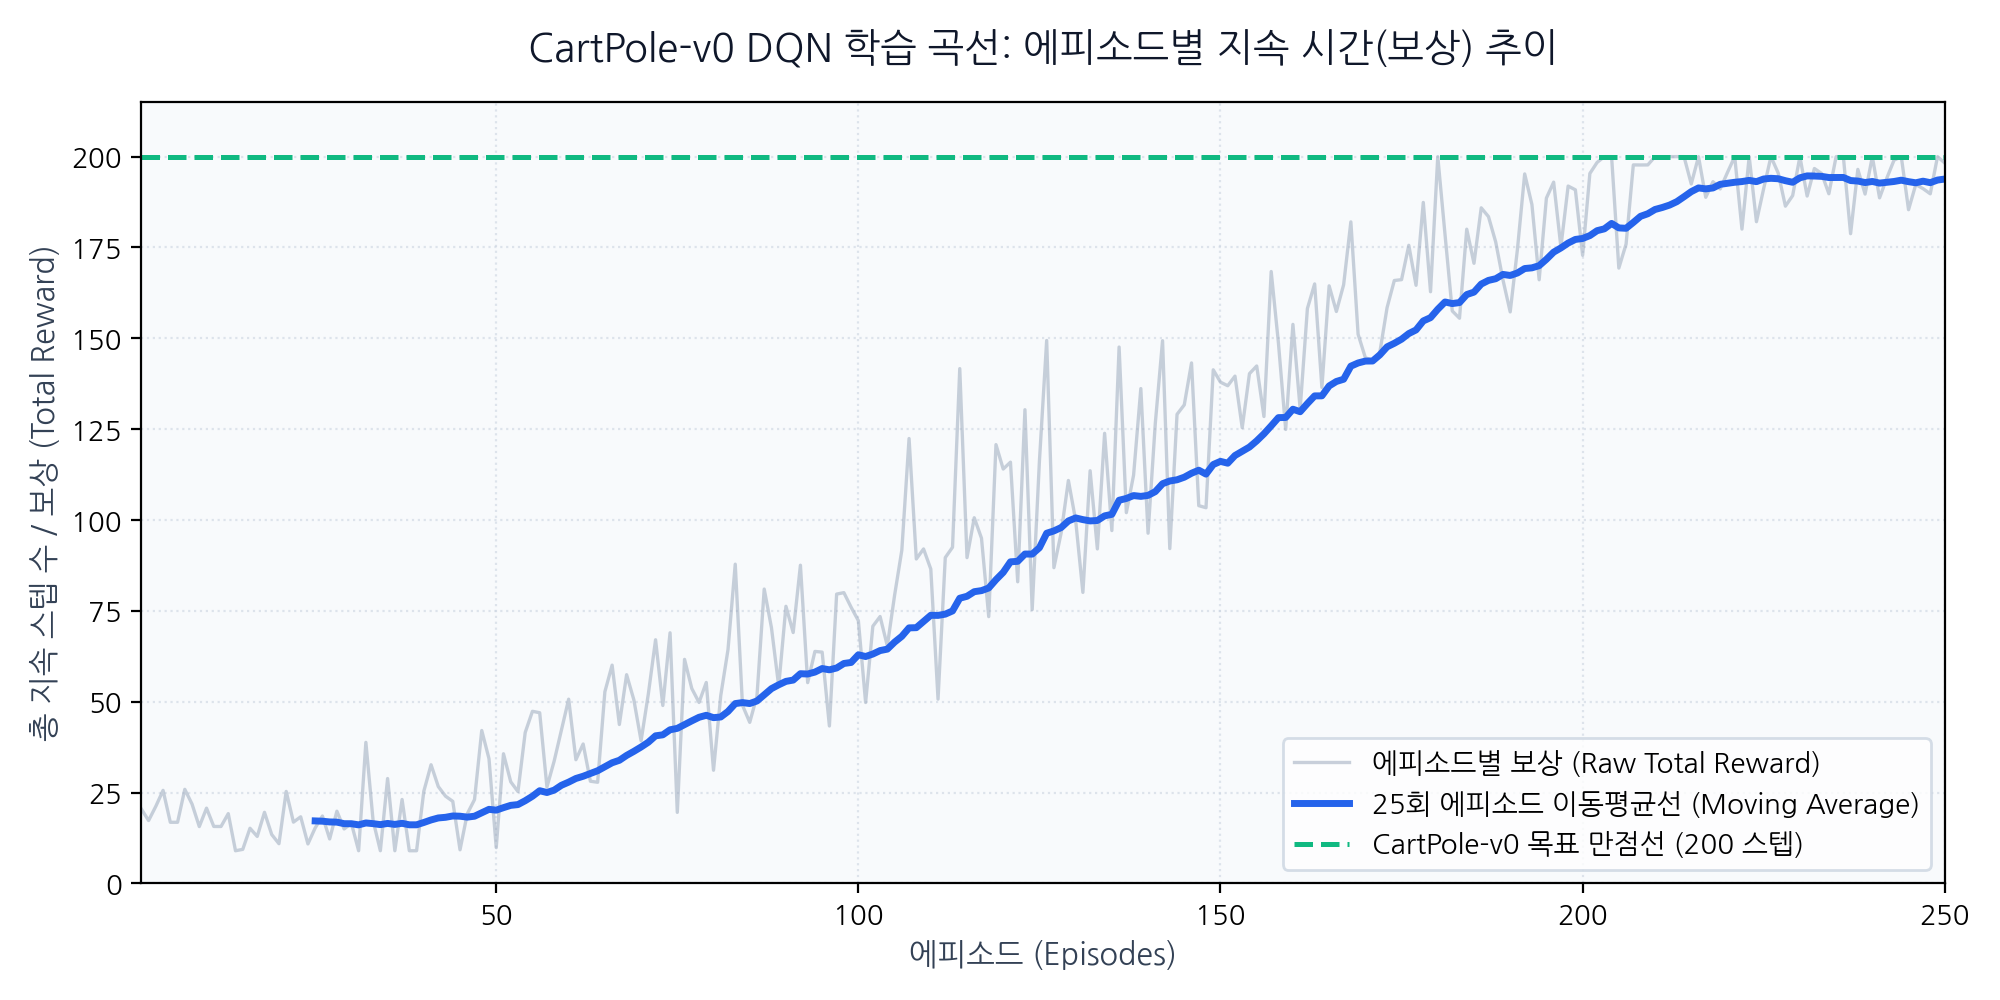 CartPole-v0 DQN 학습 곡선: 에피소드별 지속 시간(보상) 추이
총 지속 스텝 수 / 보상 (Total Reward)
200
175
150
125
100
75
50
25
0
에피소드별 보상 (Raw Total Reward)
25회 에피소드 이동평균선 (Moving Average)
CartPole-v0 목표 만점선 (200 스텝)
50
100
150
200
250
에피소드 (Episodes)